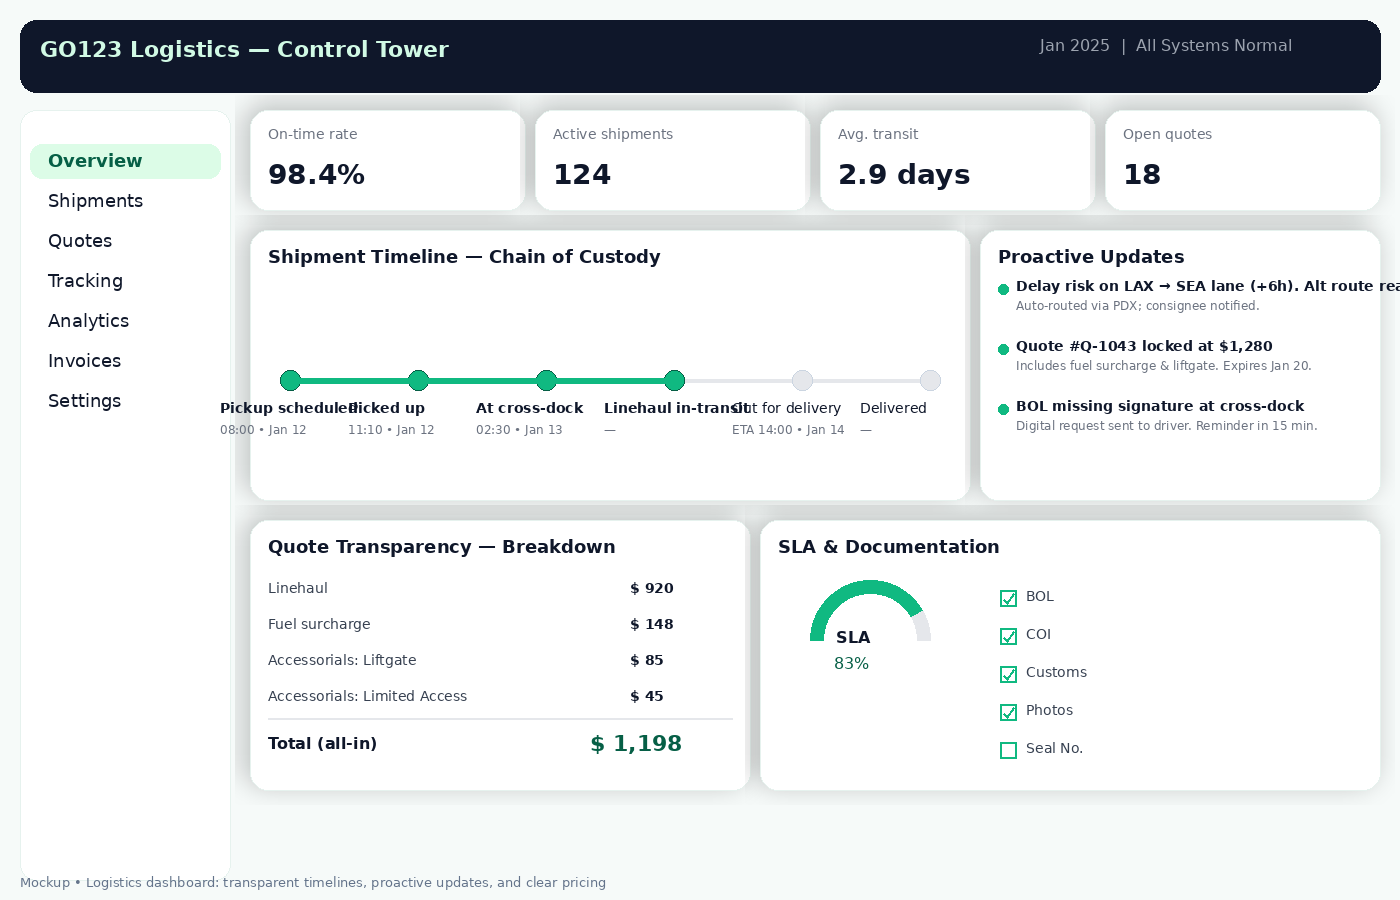 GO123 Logistics — Control Tower
Jan 2025 | All Systems Normal
Overview
Shipments
Quotes
Tracking
Analytics
Invoices
Settings
On-time rate
98.4%
Active shipments
124
Avg. transit
2.9 days
Open quotes
18
Shipment Timeline — Chain of Custody
Pickup scheduled
08:00 • Jan 12
Picked up
11:10 • Jan 12
At cross-dock
02:30 • Jan 13
Linehaul in-transit
—
Out for delivery
ETA 14:00 • Jan 14
Delivered
—
Proactive Updates
Delay risk on LAX → SEA lane (+6h). Alt route rea
Auto-routed via PDX; consignee notified.
Quote #Q-1043 locked at $1,280
Includes fuel surcharge & liftgate. Expires Jan 20.
BOL missing signature at cross-dock
Digital request sent to driver. Reminder in 15 min.
Quote Transparency — Breakdown
Linehaul $ 920
Fuel surcharge $ 148
Accessorials: Liftgate $ 85
Accessorials: Limited Access $ 45
Total (all-in) $ 1,198
SLA & Documentation
SLA
83%
BOL
COI
Customs
Photos
Seal No.
Mockup • Logistics dashboard: transparent timelines, proactive updates, and clear pricing